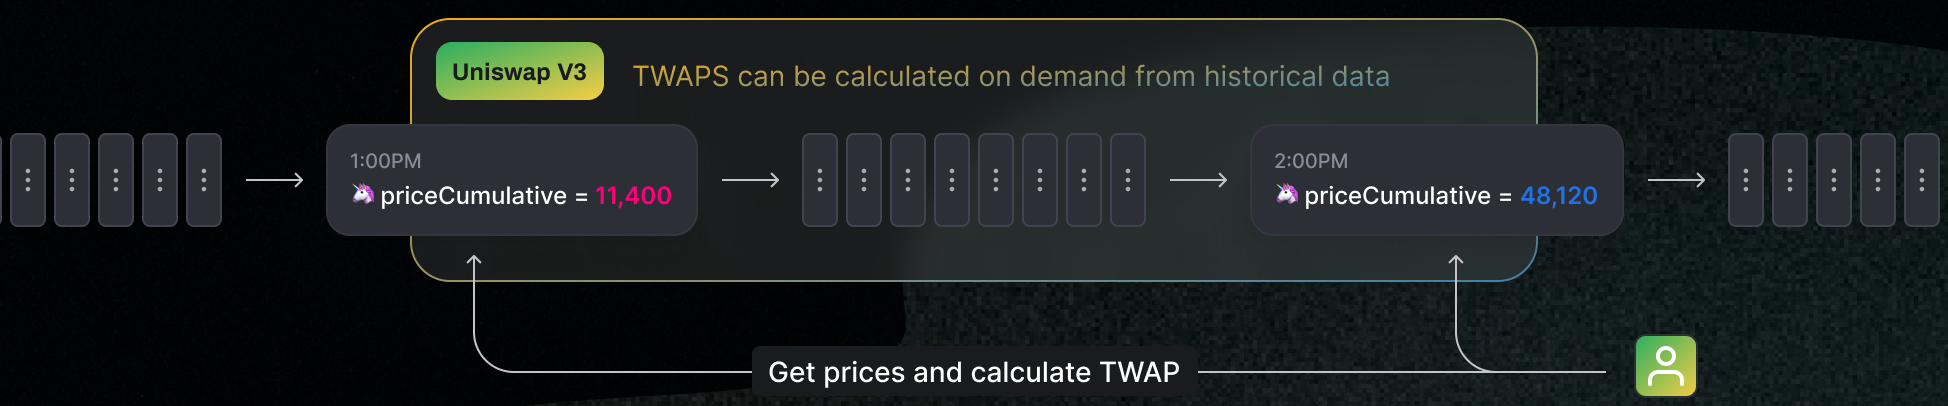 Uniswap V3
TWAPS can be calculated on demand from historical data
1:00PM
🦄 priceCumulative = 11,400
2:00PM
🦄 priceCumulative = 48,120
Get prices and calculate TWAP